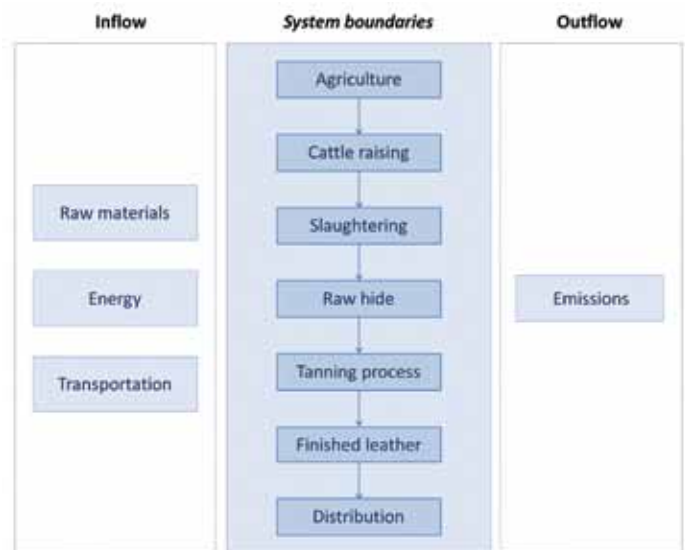 Inflow
System boundaries
Outflow
Agriculture
Cattle raising
Slaughtering
Raw hide
Tanning process
Finished leather
Distribution
Raw materials
Energy
Transportation
Emissions